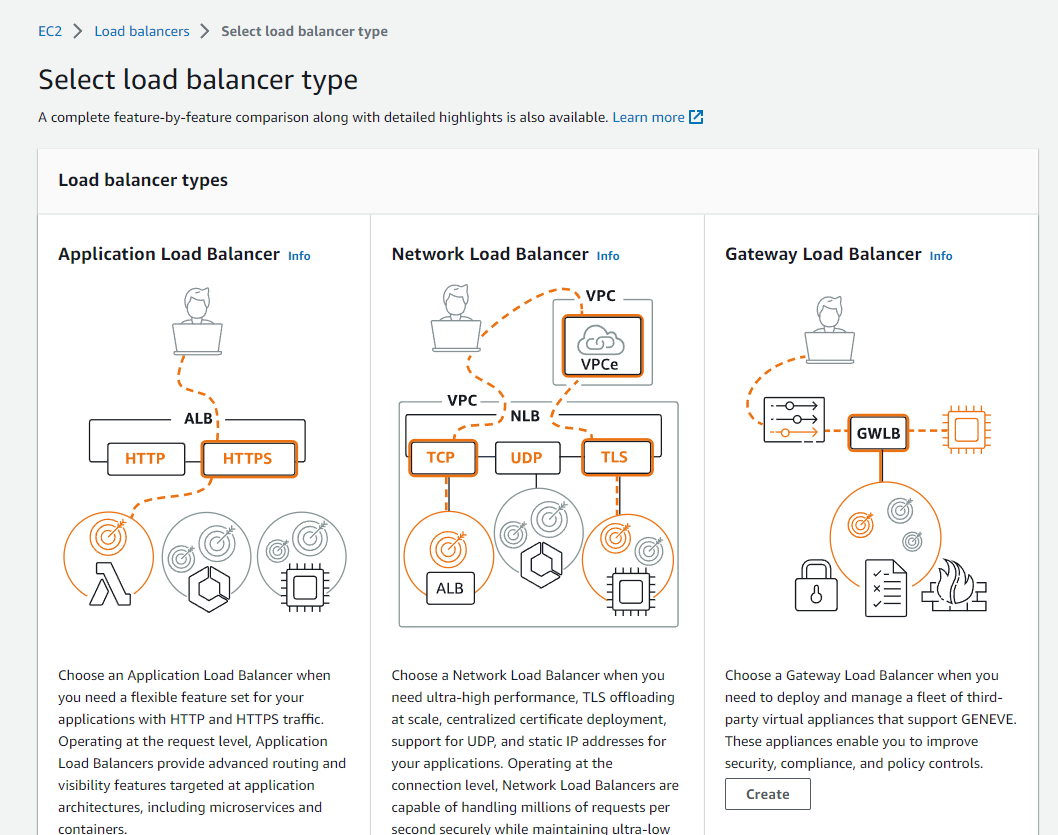 EC2 > Load balancers > Select load balancer type
Select load balancer type
A complete feature-by-feature comparison along with detailed highlights is also available. Learn more
Load balancer types
Application Load Balancer Info
ALB
HTTP
HTTPS
Choose an Application Load Balancer when
you need a flexible feature set for your
applications with HTTP and HTTPS traffic.
Operating at the request level, Application
Load Balancers provide advanced routing and
visibility features targeted at application
architectures, including microservices and
containers.
Network Load Balancer Info
VPC
VPCe
VPC
NLB
TCP
UDP
TLS
ALB
Choose a Network Load Balancer when you
need ultra-high performance, TLS offloading
at scale, centralized certificate deployment,
support for UDP, and static IP addresses for
your applications. Operating at the
connection level, Network Load Balancers are
capable of handling millions of requests per
second securely while maintaining ultra-low
Gateway Load Balancer Info
GWLB
Choose a Gateway Load Balancer when you
need to deploy and manage a fleet of third-
party virtual appliances that support GENEVE.
These appliances enable you to improve
security, compliance, and policy controls.
Create